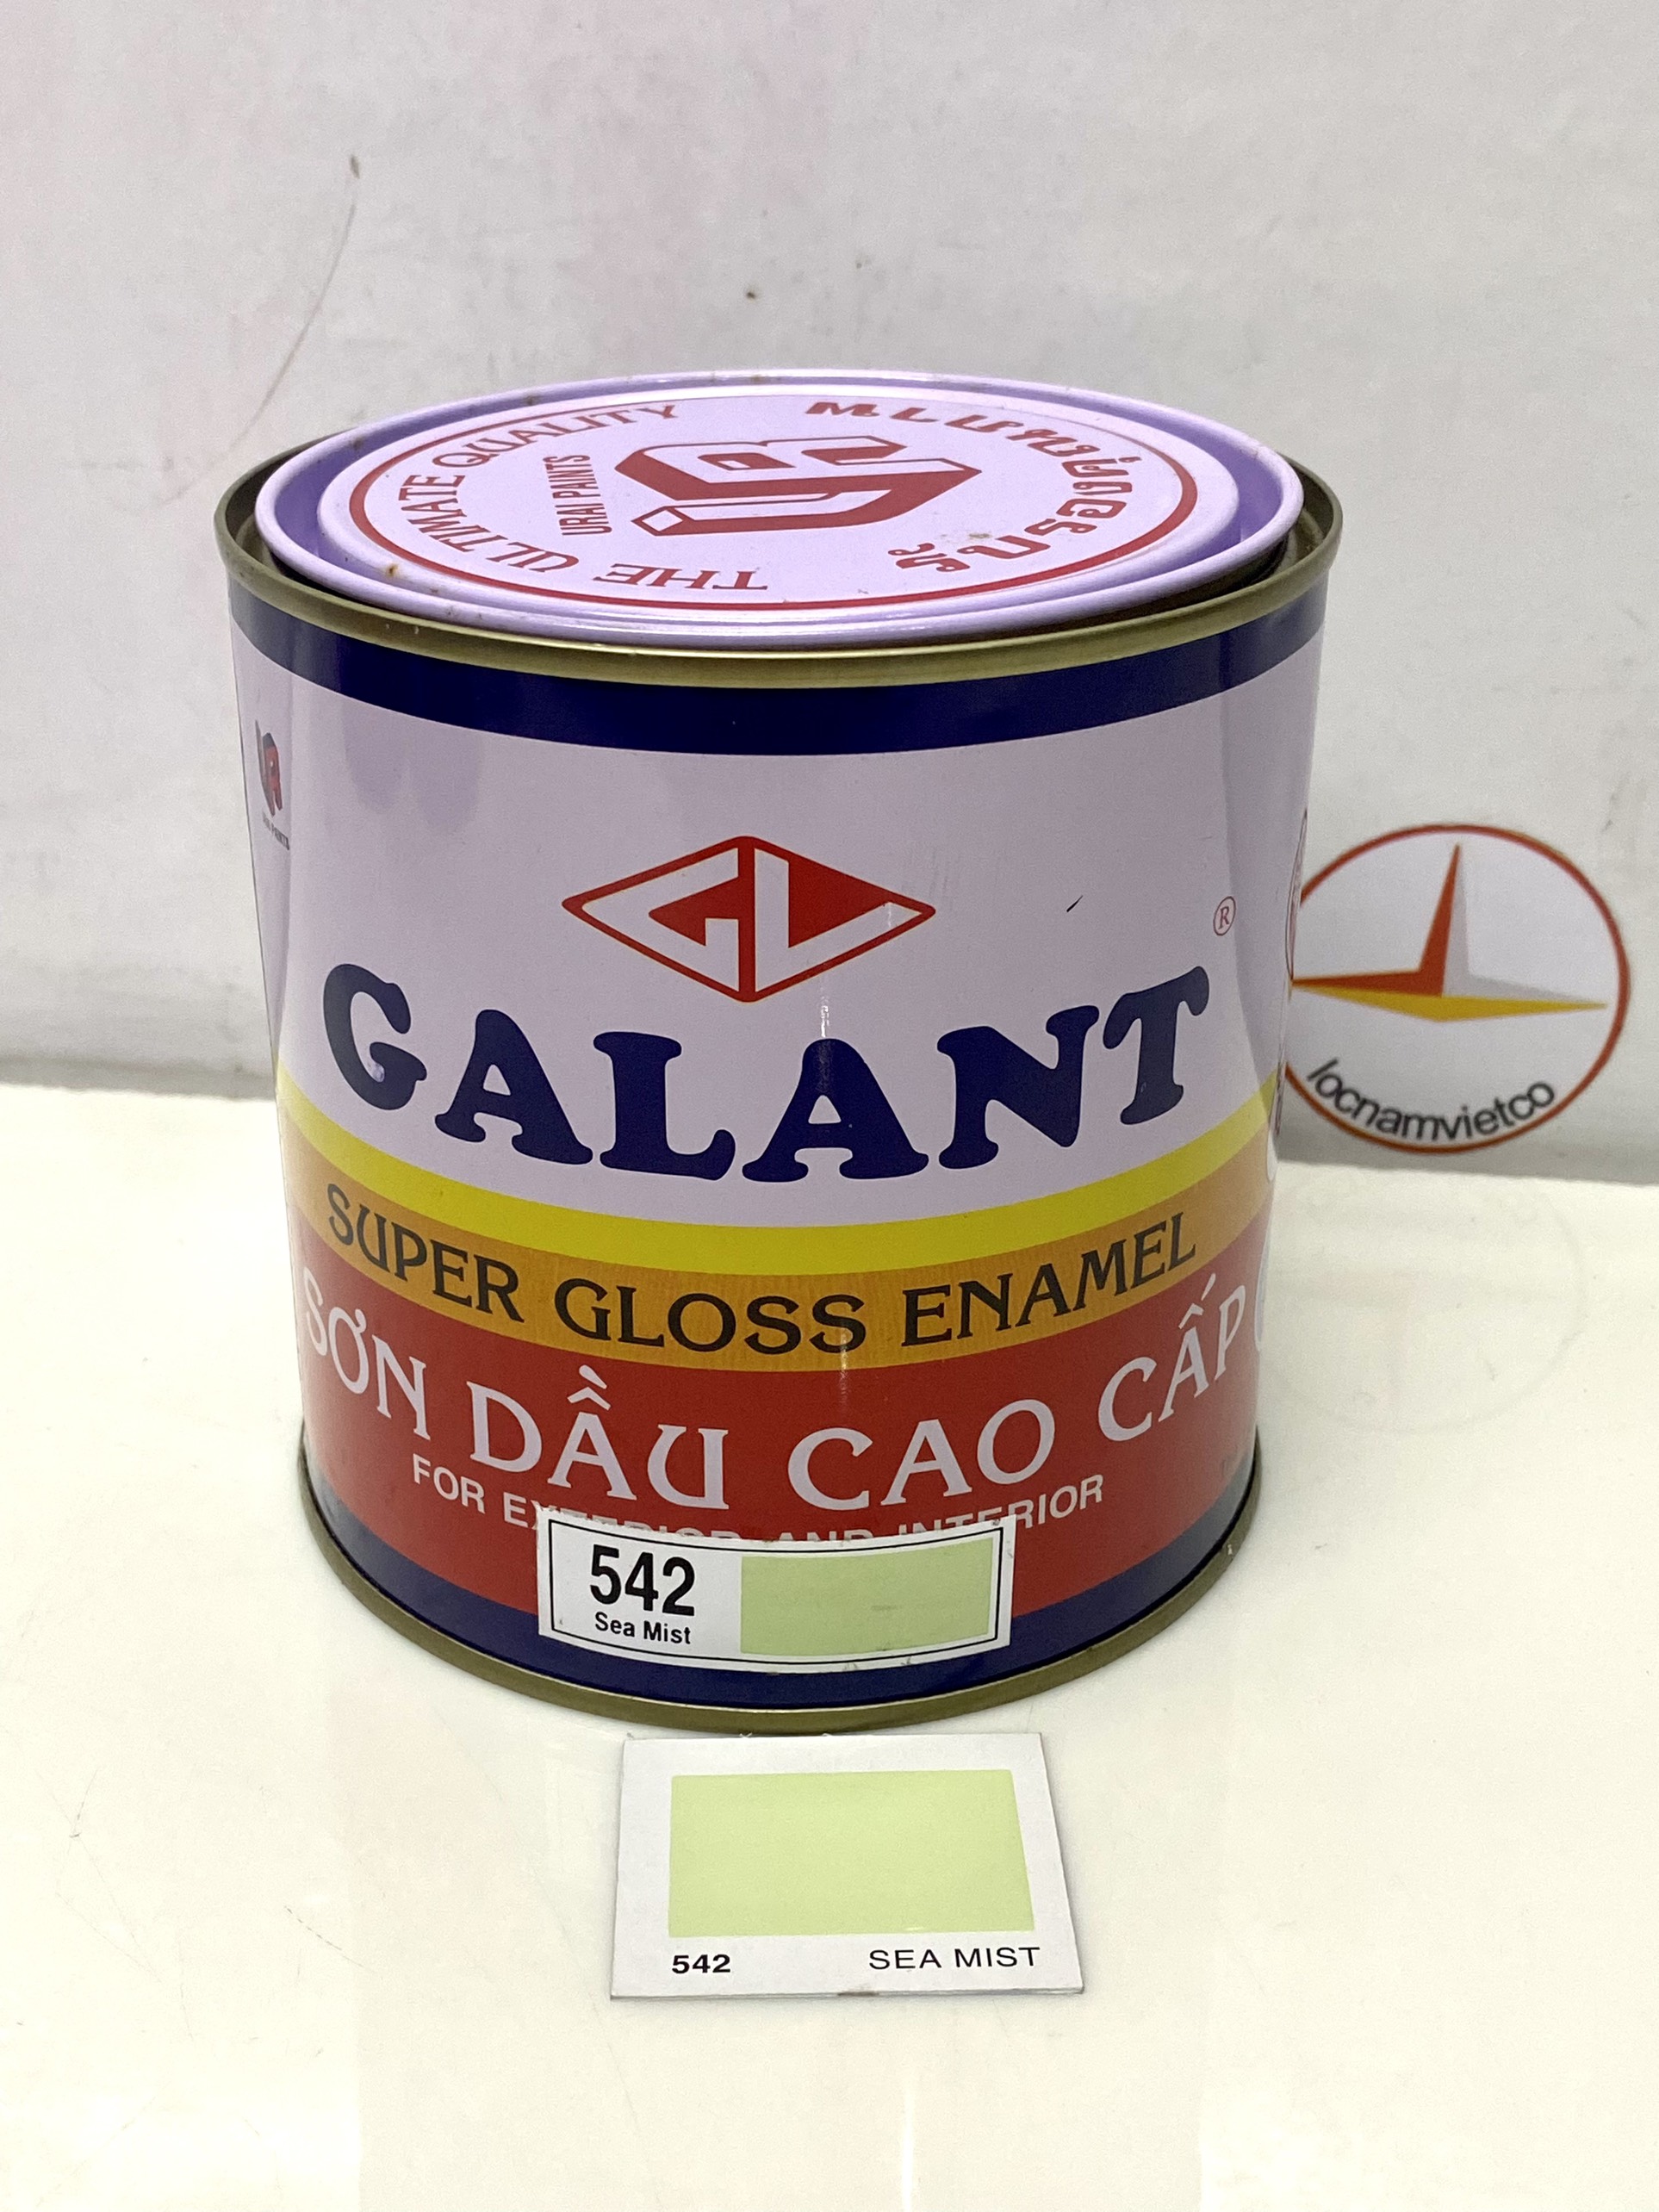 THE ULTIMATE QUALITY
URAI PAINTS
GL
®
GALANT
SUPER GLOSS ENAMEL
SƠN DẦU CAO CẤP
FOR EXTERIOR AND INTERIOR
542
Sea Mist
locnamvietco
542 SEA MIST